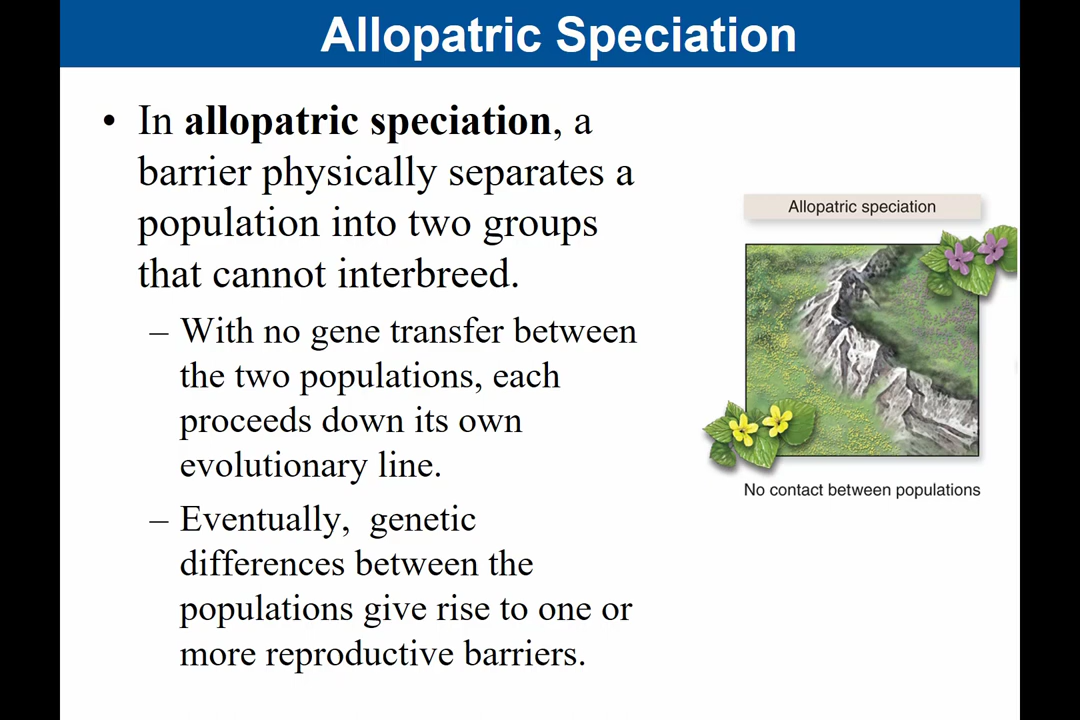 Allopatric Speciation
• In allopatric speciation, a
barrier physically separates a
population into two groups
that cannot interbreed.
– With no gene transfer between
the two populations, each
proceeds down its own
evolutionary line.
– Eventually,  genetic
differences between the
populations give rise to one or
more reproductive barriers.
Allopatric speciation
No contact between populations